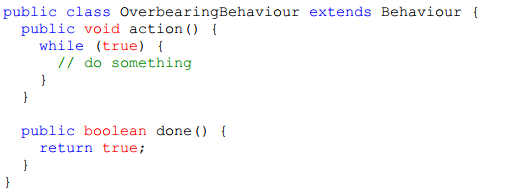 public class OverbearingBehaviour extends Behaviour {
  public void action() {
    while (true) {
      // do something
    }
  }

  public boolean done() {
    return true;
  }
}